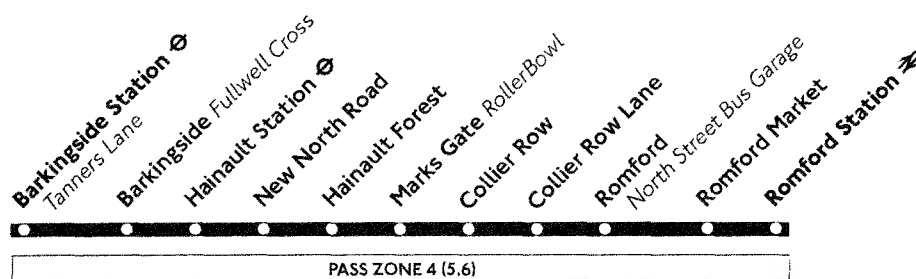 Barkingside Station
Tanners Lane
Barkingside Fullwell Cross
Hainault Station
New North Road
Hainault Forest
Marks Gate RollerBowl
Collier Row
Collier Row Lane
Romford
North Street Bus Garage
Romford Market
Romford Station
PASS ZONE 4 (5.6)